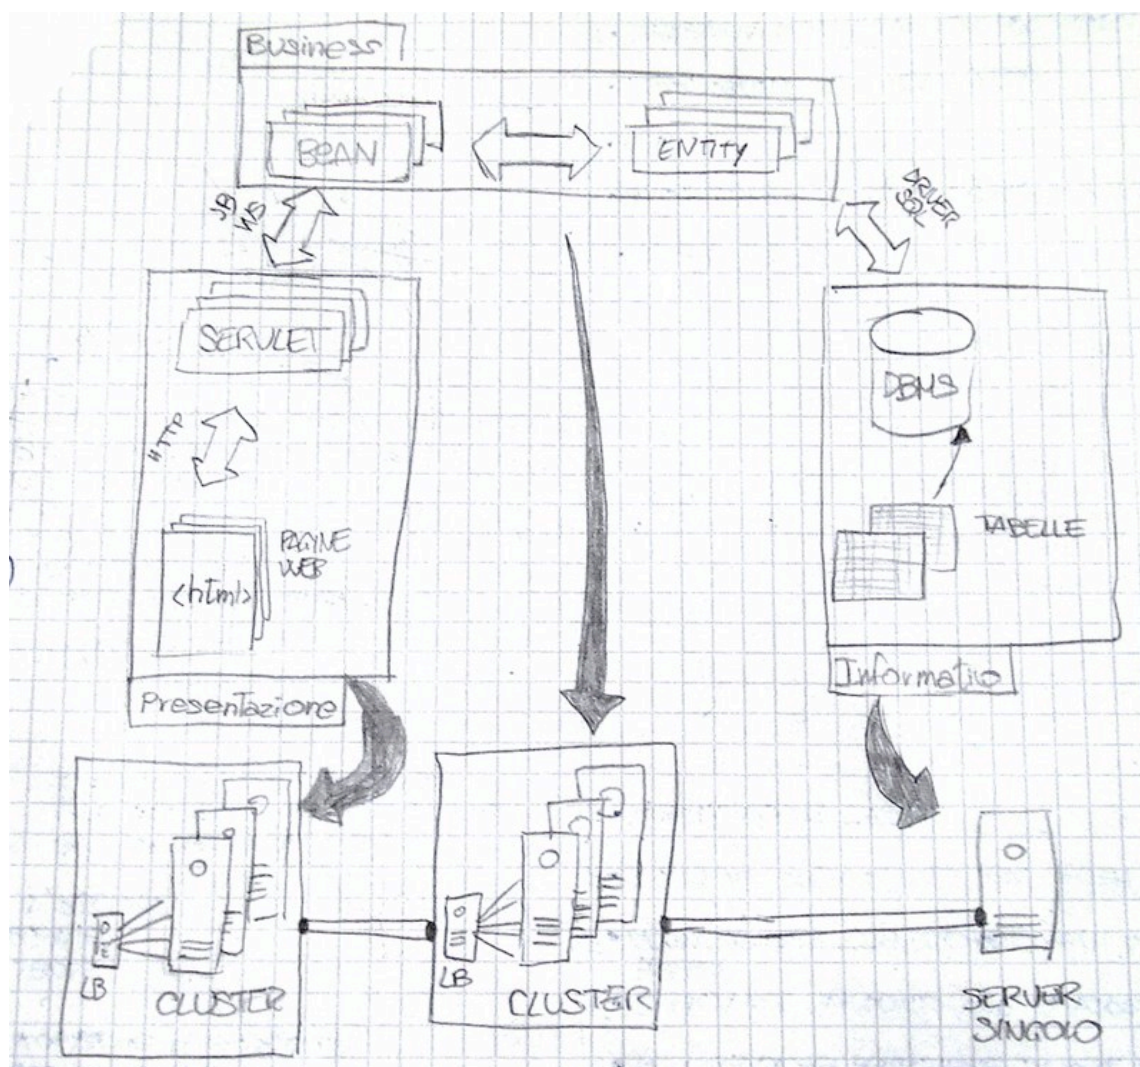 Business
BEAN
ENTITY
WS
DRIVER
SQL
SERVLET
HTTP
PAGINE
WEB
<html>
DBMS
TABELLE
Presentazione
Informativo
LB
CLUSTER
LB
CLUSTER
SERVER
SINGOLO